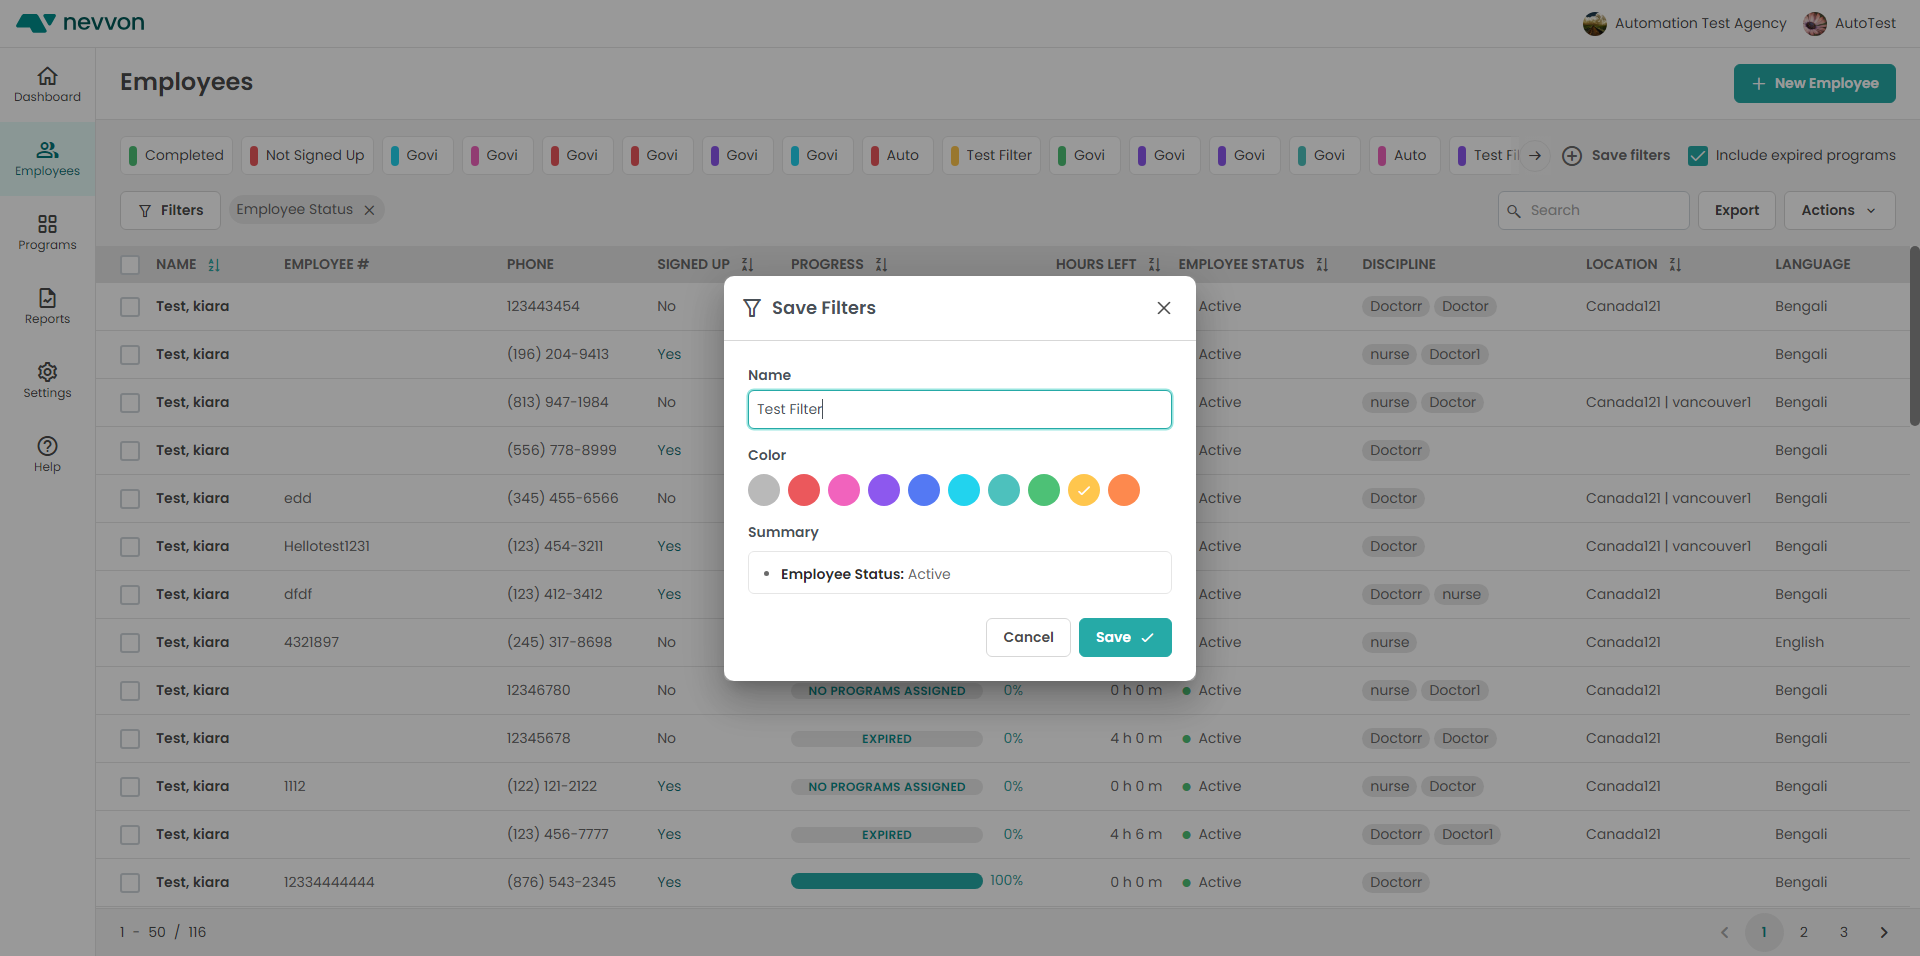 nevvon
Automation Test Agency
AutoTest
Dashboard
Employees
Programs
Reports
Settings
Help
Employees
New Employee
Completed
Not Signed Up
Govi
Govi
Govi
Govi
Govi
Govi
Auto
Test Filter
Govi
Govi
Govi
Govi
Auto
Save filters
Include expired programs
Filters
Employee Status
Search
Export
Actions
NAME EMPLOYEE # PHONE SIGNED UP PROGRESS HOURS LEFT EMPLOYEE STATUS DISCIPLINE LOCATION LANGUAGE
Test, kiara 123443454 No Active Doctorr Doctor Canada121 Bengali
Test, kiara (196) 204-9413 Yes Active nurse Doctor1 Bengali
Test, kiara (813) 947-1984 No Active nurse Doctor Canada121 | vancouver1 Bengali
Test, kiara (556) 778-8999 Yes Active Doctorr Bengali
Test, kiara edd (345) 455-6566 No Active Doctor Canada121 | vancouver1 Bengali
Test, kiara Hellotest1231 (123) 454-3211 Yes Active Doctor Canada121 | vancouver1 Bengali
Test, kiara dfdf (123) 412-3412 Yes Active Doctorr nurse Canada121 Bengali
Test, kiara 4321897 (245) 317-8698 No Active nurse Canada121 English
Test, kiara 12346780 No NO PROGRAMS ASSIGNED 0% 0 h 0 m Active nurse Doctor1 Canada121 Bengali
Test, kiara 12345678 No EXPIRED 0% 4 h 0 m Active Doctorr Doctor Canada121 Bengali
Test, kiara 1112 (122) 121-2122 Yes NO PROGRAMS ASSIGNED 0% 0 h 0 m Active nurse Doctor Canada121 Bengali
Test, kiara (123) 456-7777 Yes EXPIRED 0% 4 h 6 m Active Doctorr Doctor1 Canada121 Bengali
Test, kiara 12334444444 (876) 543-2345 Yes 100% 0 h 0 m Active Doctorr Bengali
1 - 50 / 116
1 2 3
Save Filters
Name
Test Filter
Color
Summary
Employee Status: Active
Cancel
Save